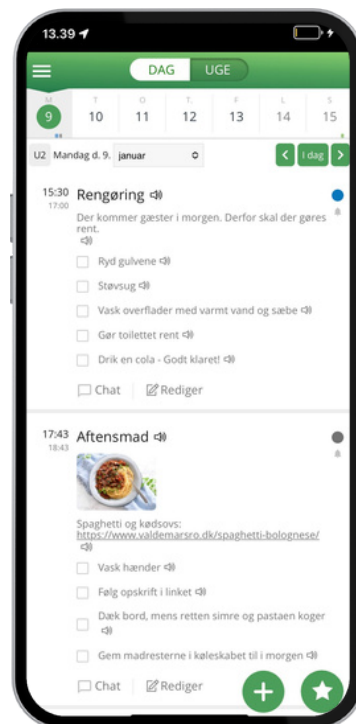 13.39
DAG UGE
M T O T. F L S
9 10 11 12 13 14 15
U2 Mandag d. 9. januar I dag
15:30 Rengøring
17:00
Der kommer gæster i morgen. Derfor skal der gøres
rent.
Ryd gulvene
Støvsug
Vask overflader med varmt vand og sæbe
Gør toilettet rent
Drik en cola - Godt klaret!
Chat Rediger
17:43 Aftensmad
18:43
Spaghetti og kødsovs:
https://www.valdemarsro.dk/spaghetti-bolognese/
Vask hænder
Følg opskrift i linket
Dæk bord, mens retten simre og pastaen koger
Gem madresterne i køleskabet til i morgen
Chat Rediger